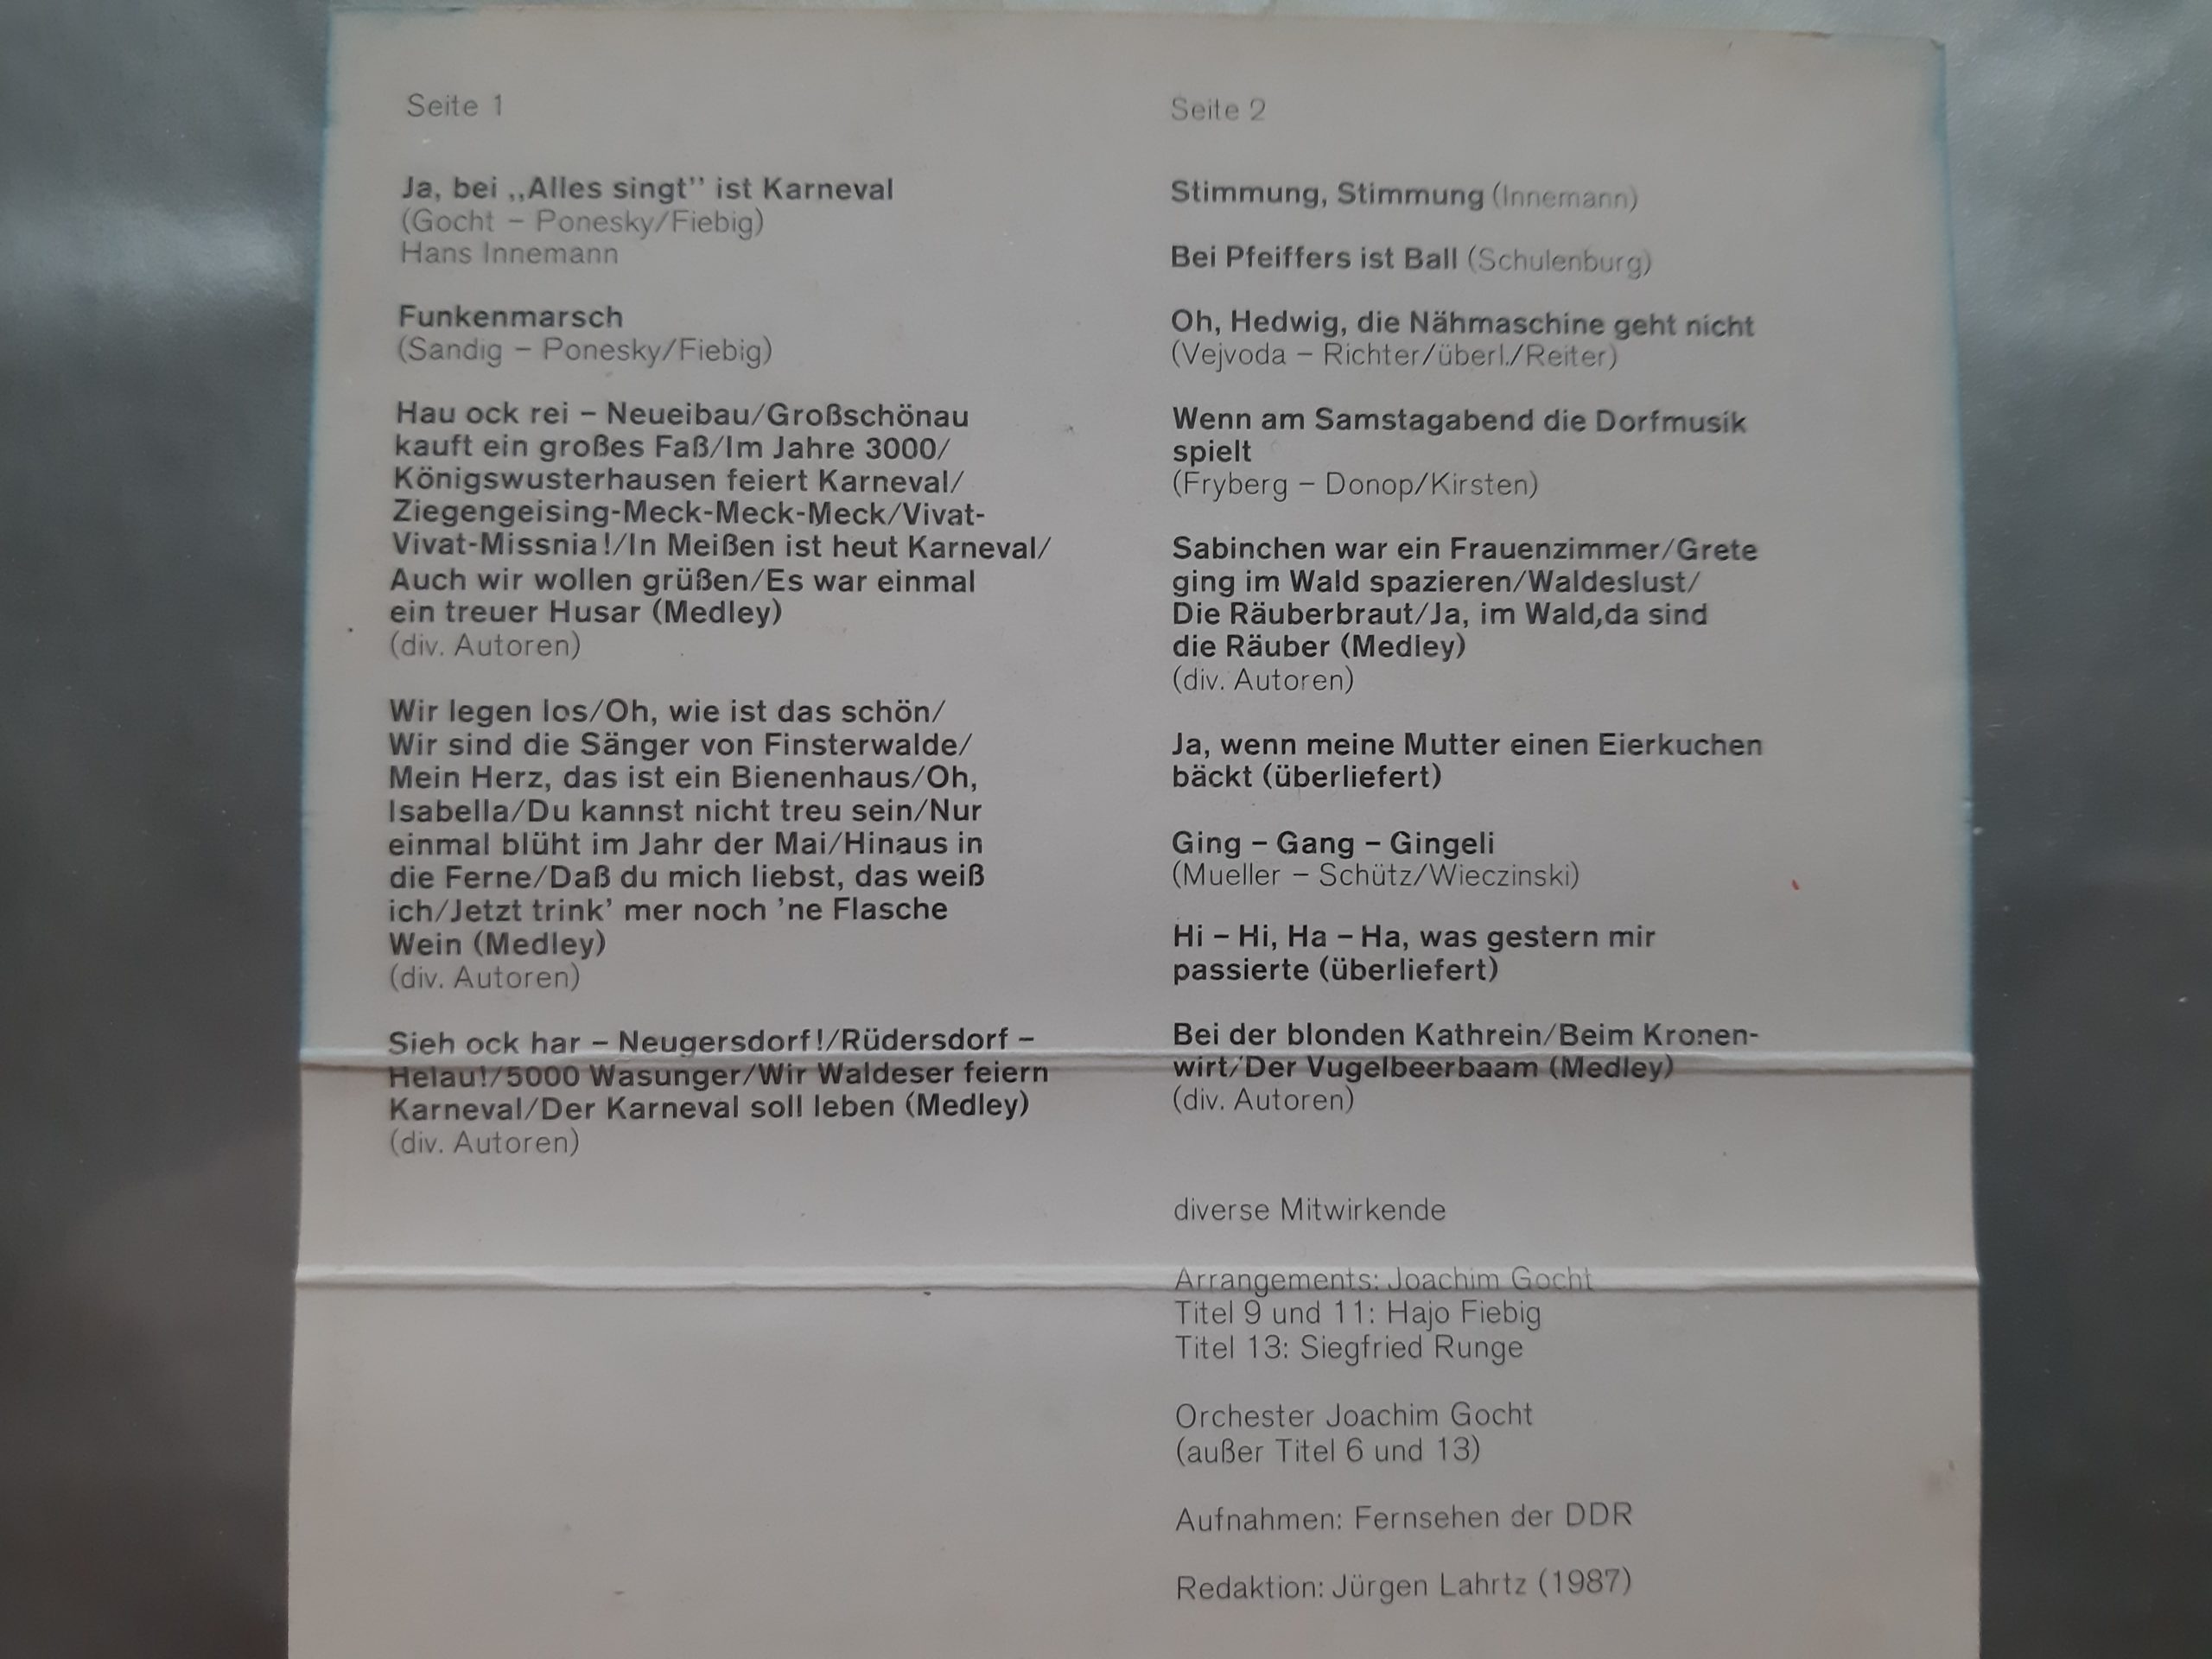 Seite 1
Ja, bei „Alles singt” ist Karneval
(Gocht – Ponesky/Fiebig)
Hans Innemann
Funkenmarsch
(Sandig – Ponesky/Fiebig)
Hau ock rei – Neueibau/Großschönau
kauft ein großes Faß/Im Jahre 3000/
Königswusterhausen feiert Karneval/
Ziegengeising-Meck-Meck-Meck/Vivat-
Vivat-Missnia!/In Meißen ist heut Karneval/
Auch wir wollen grüßen/Es war einmal
ein treuer Husar (Medley)
(div. Autoren)
Wir legen los/Oh, wie ist das schön/
Wir sind die Sänger von Finsterwalde/
Mein Herz, das ist ein Bienenhaus/Oh,
Isabella/Du kannst nicht treu sein/Nur
einmal blüht im Jahr der Mai/Hinaus in
die Ferne/Daß du mich liebst, das weiß
ich/Jetzt trink’ mer noch ’ne Flasche
Wein (Medley)
(div. Autoren)
Sieh ock har – Neugersdorf!/Rüdersdorf –
Helau!/5000 Wasunger/Wir Waldeser feiern
Karneval/Der Karneval soll leben (Medley)
(div. Autoren)
Seite 2
Stimmung, Stimmung (Innemann)
Bei Pfeiffers ist Ball (Schulenburg)
Oh, Hedwig, die Nähmaschine geht nicht
(Vejvoda – Richter/überl./Reiter)
Wenn am Samstagabend die Dorfmusik
spielt
(Fryberg – Donop/Kirsten)
Sabinchen war ein Frauenzimmer/Grete
ging im Wald spazieren/Waldeslust/
Die Räuberbraut/Ja, im Wald,da sind
die Räuber (Medley)
(div. Autoren)
Ja, wenn meine Mutter einen Eierkuchen
bäckt (überliefert)
Ging – Gang – Gingeli
(Mueller – Schütz/Wieczinski)
Hi – Hi, Ha – Ha, was gestern mir
passierte (überliefert)
Bei der blonden Kathrein/Beim Kronen-
wirt/Der Vugelbeerbaam (Medley)
(div. Autoren)
diverse Mitwirkende
Arrangements: Joachim Gocht
Titel 9 und 11: Hajo Fiebig
Titel 13: Siegfried Runge
Orchester Joachim Gocht
(außer Titel 6 und 13)
Aufnahmen: Fernsehen der DDR
Redaktion: Jürgen Lahrtz (1987)